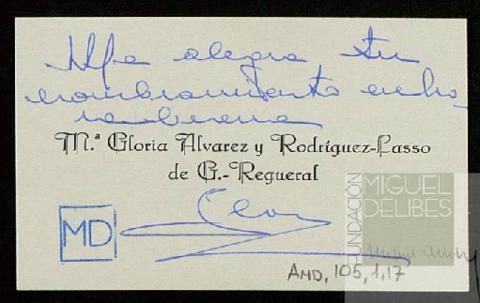 Me alegra tu
nombramiento enho-
rabuena
M.ª Gloria Alvarez y Rodríguez-Lasso
de G.-Regueral
MD
FUNDACIÓN
MIGUEL
DELIBES
AMD, 105, 1, 17